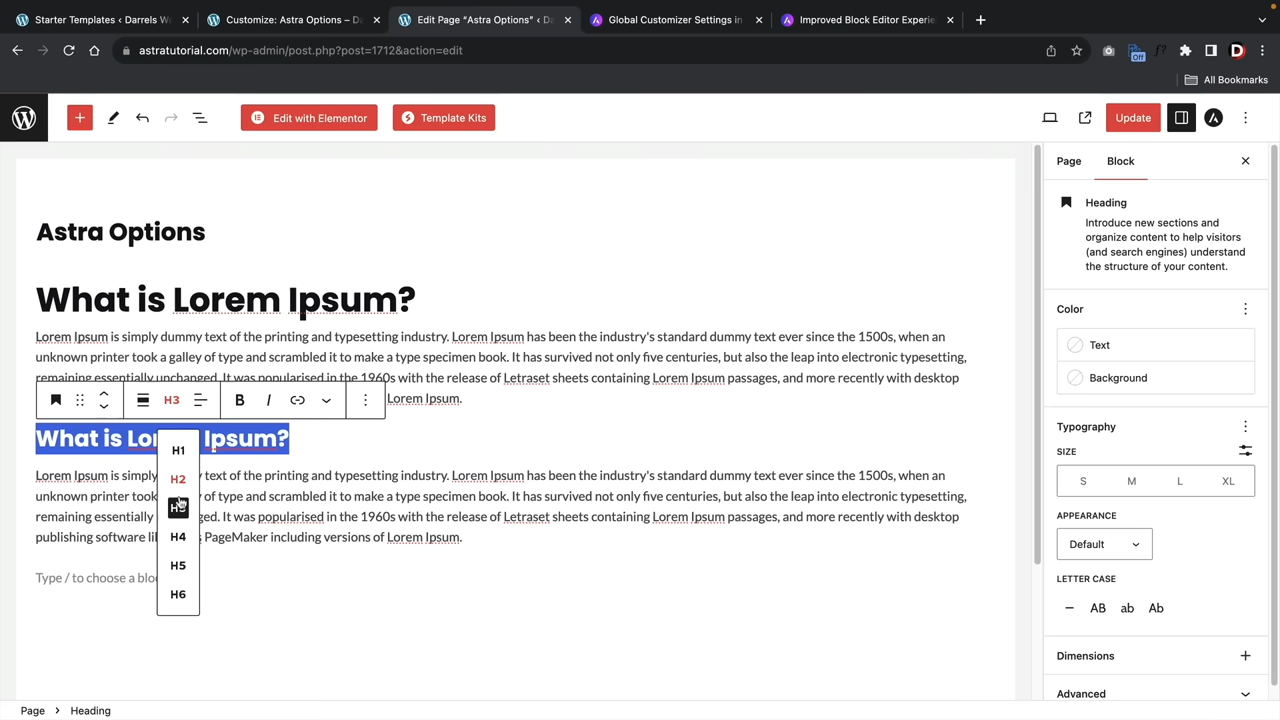 Starter Templates ‹ Darrels We
Customize: Astra Options – Da
Edit Page “Astra Options” ‹ Da
Global Customizer Settings in
Improved Block Editor Experie
astratutorial.com/wp-admin/post.php?post=1712&action=edit
Off
f?
D
All Bookmarks
Edit with Elementor
Template Kits
Update
Page
Block
Heading
Introduce new sections and
organize content to help visitors
(and search engines) understand
the structure of your content.
Color
Text
Background
Typography
SIZE
S
M
L
XL
APPEARANCE
Default
LETTER CASE
AB
ab
Ab
Dimensions
Advanced
Astra Options
What is Lorem Ipsum?
Lorem Ipsum is simply dummy text of the printing and typesetting industry. Lorem Ipsum has been the industry's standard dummy text ever since the 1500s, when an
unknown printer took a galley of type and scrambled it to make a type specimen book. It has survived not only five centuries, but also the leap into electronic typesetting,
remaining essentially unchanged. It was popularised in the 1960s with the release of Letraset sheets containing Lorem Ipsum passages, and more recently with desktop
Lorem Ipsum.
H3
B
I
What is Lo Ipsum?
H1
H2
H3
H4
H5
H6
Lorem Ipsum is simply text of the printing and typesetting industry. Lorem Ipsum has been the industry's standard dummy text ever since the 1500s, when an
unknown printer took of type and scrambled it to make a type specimen book. It has survived not only five centuries, but also the leap into electronic typesetting,
remaining essentially ged. It was popularised in the 1960s with the release of Letraset sheets containing Lorem Ipsum passages, and more recently with desktop
publishing software li s PageMaker including versions of Lorem Ipsum.
Type / to choose a blo
Page
Heading